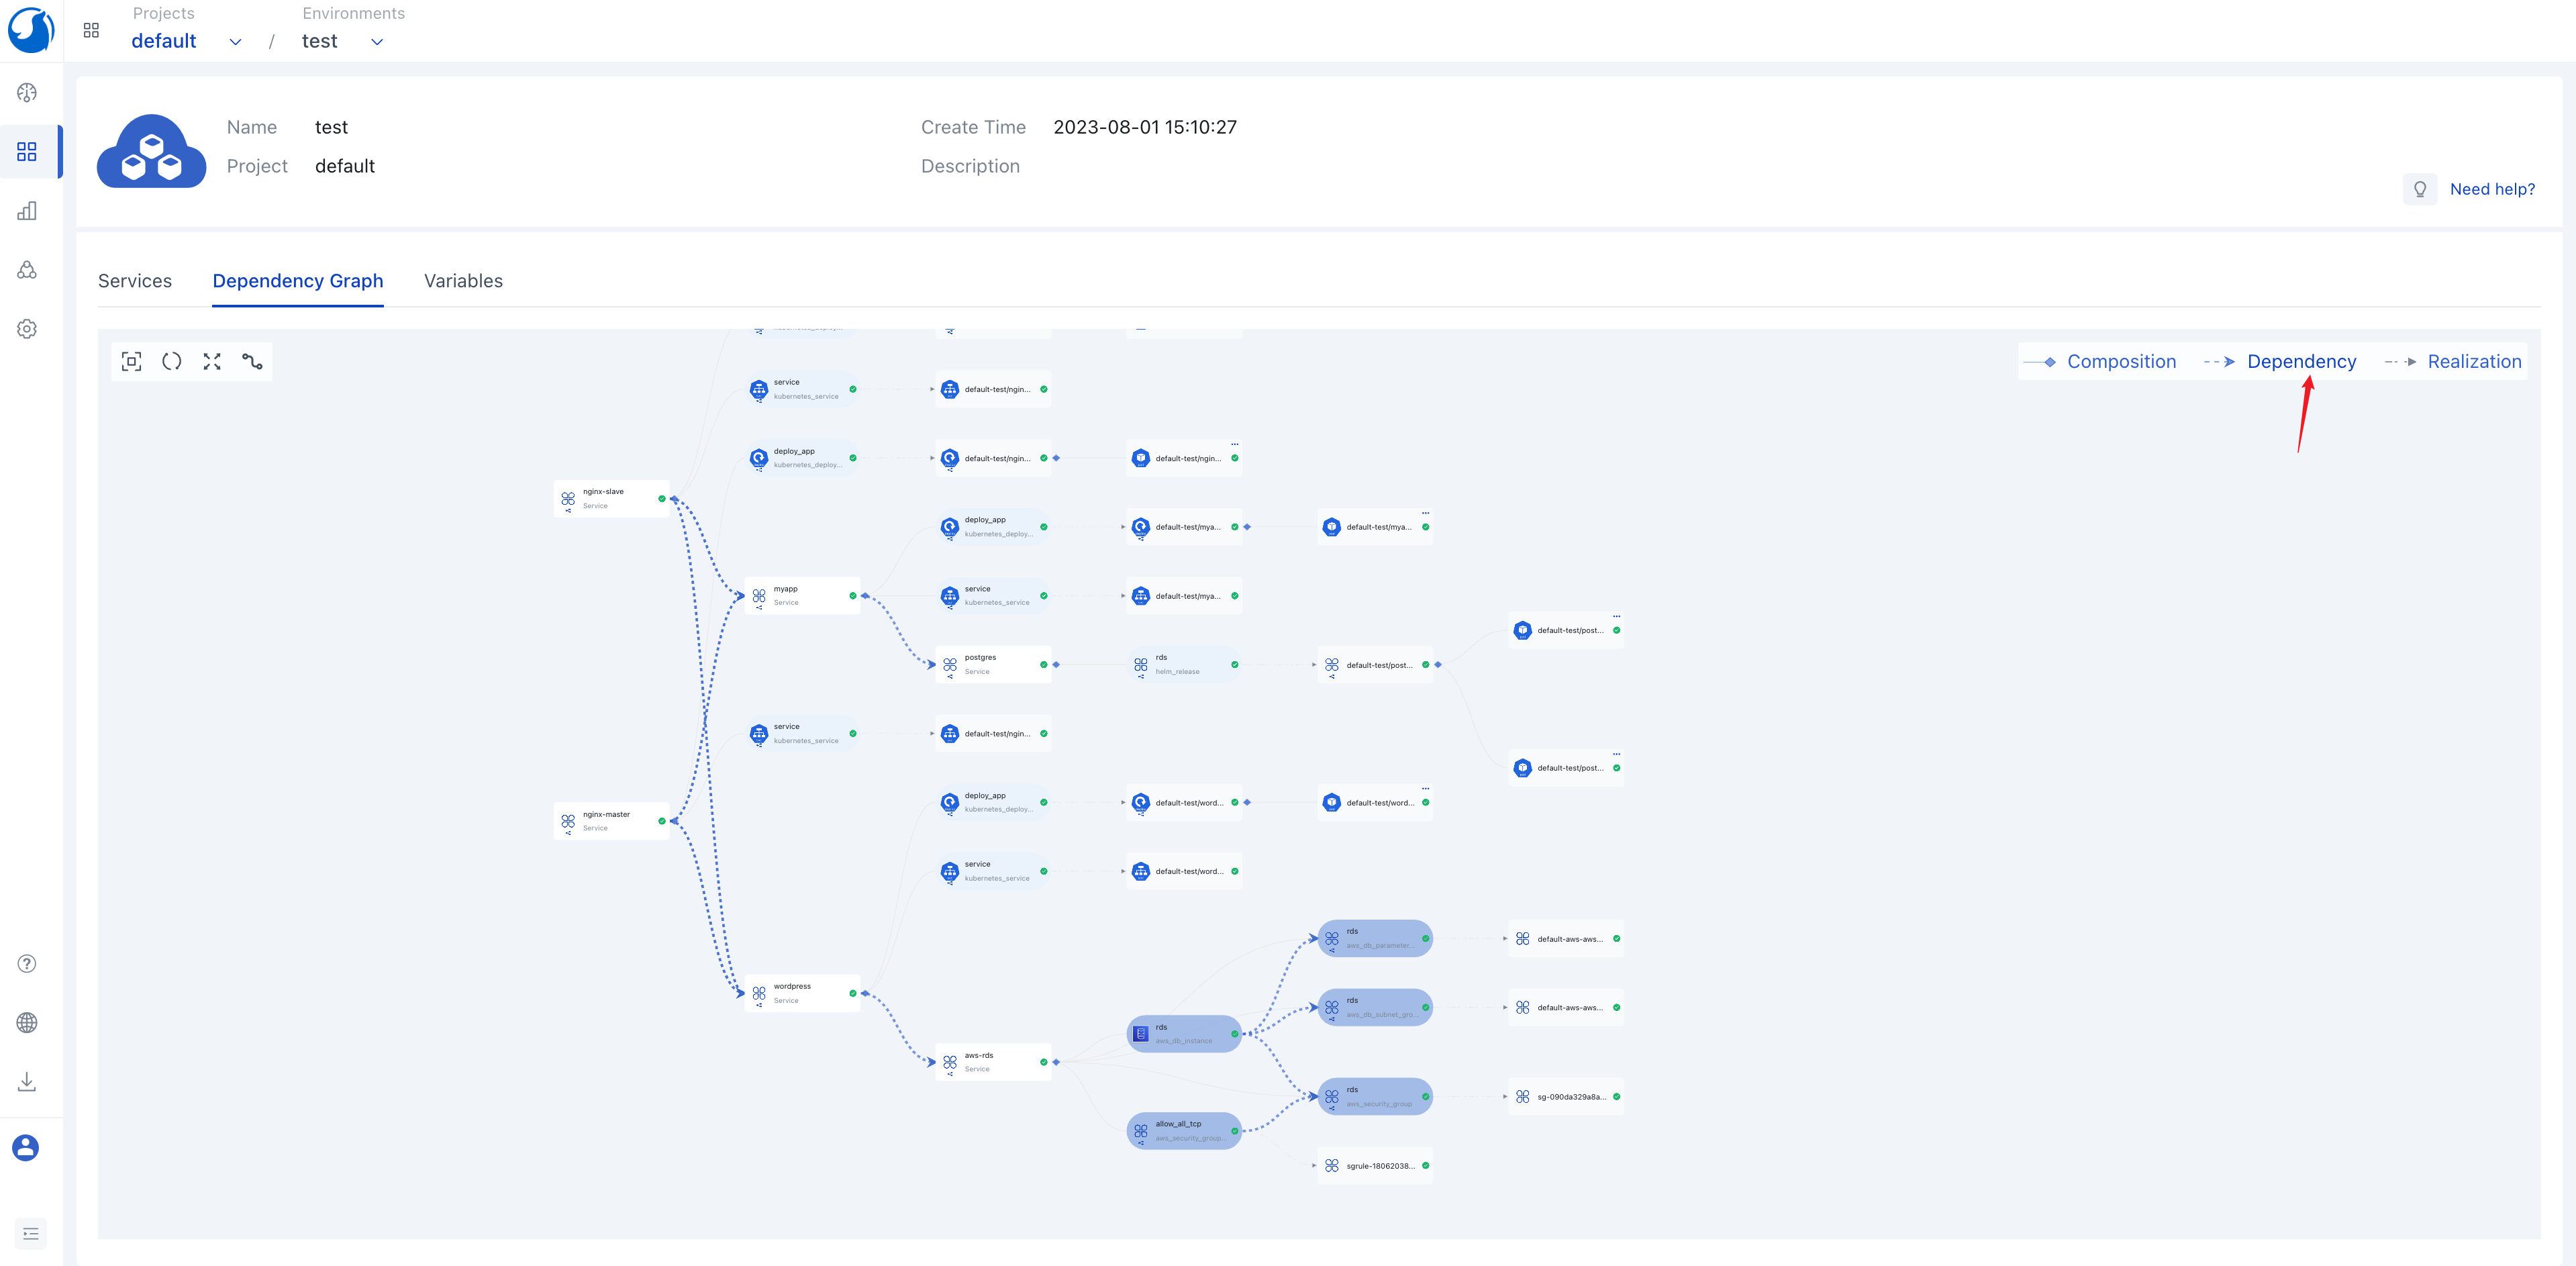 Projects
default
/
Environments
test
Name test
Project default
Create Time 2023-08-01 15:10:27
Description
Need help?
Services
Dependency Graph
Variables
Composition
Dependency
Realization
service
kubernetes_service
default-test/ngin...
deploy_app
kubernetes_deploy...
default-test/ngin...
default-test/ngin...
nginx-slave
Service
deploy_app
kubernetes_deploy...
default-test/mya...
default-test/mya...
myapp
Service
service
kubernetes_service
default-test/mya...
default-test/post...
postgres
Service
rds
helm_release
default-test/post...
service
kubernetes_service
default-test/ngin...
default-test/post...
nginx-master
Service
deploy_app
kubernetes_deploy...
default-test/word...
default-test/word...
service
kubernetes_service
default-test/word...
rds
aws_db_parameter...
default-aws-aws...
wordpress
Service
rds
aws_db_subnet_gro...
default-aws-aws...
rds
aws_db_instance
aws-rds
Service
rds
aws_security_group
sg-090da329a8a...
allow_all_tcp
aws_security_group...
sgrule-18062038...